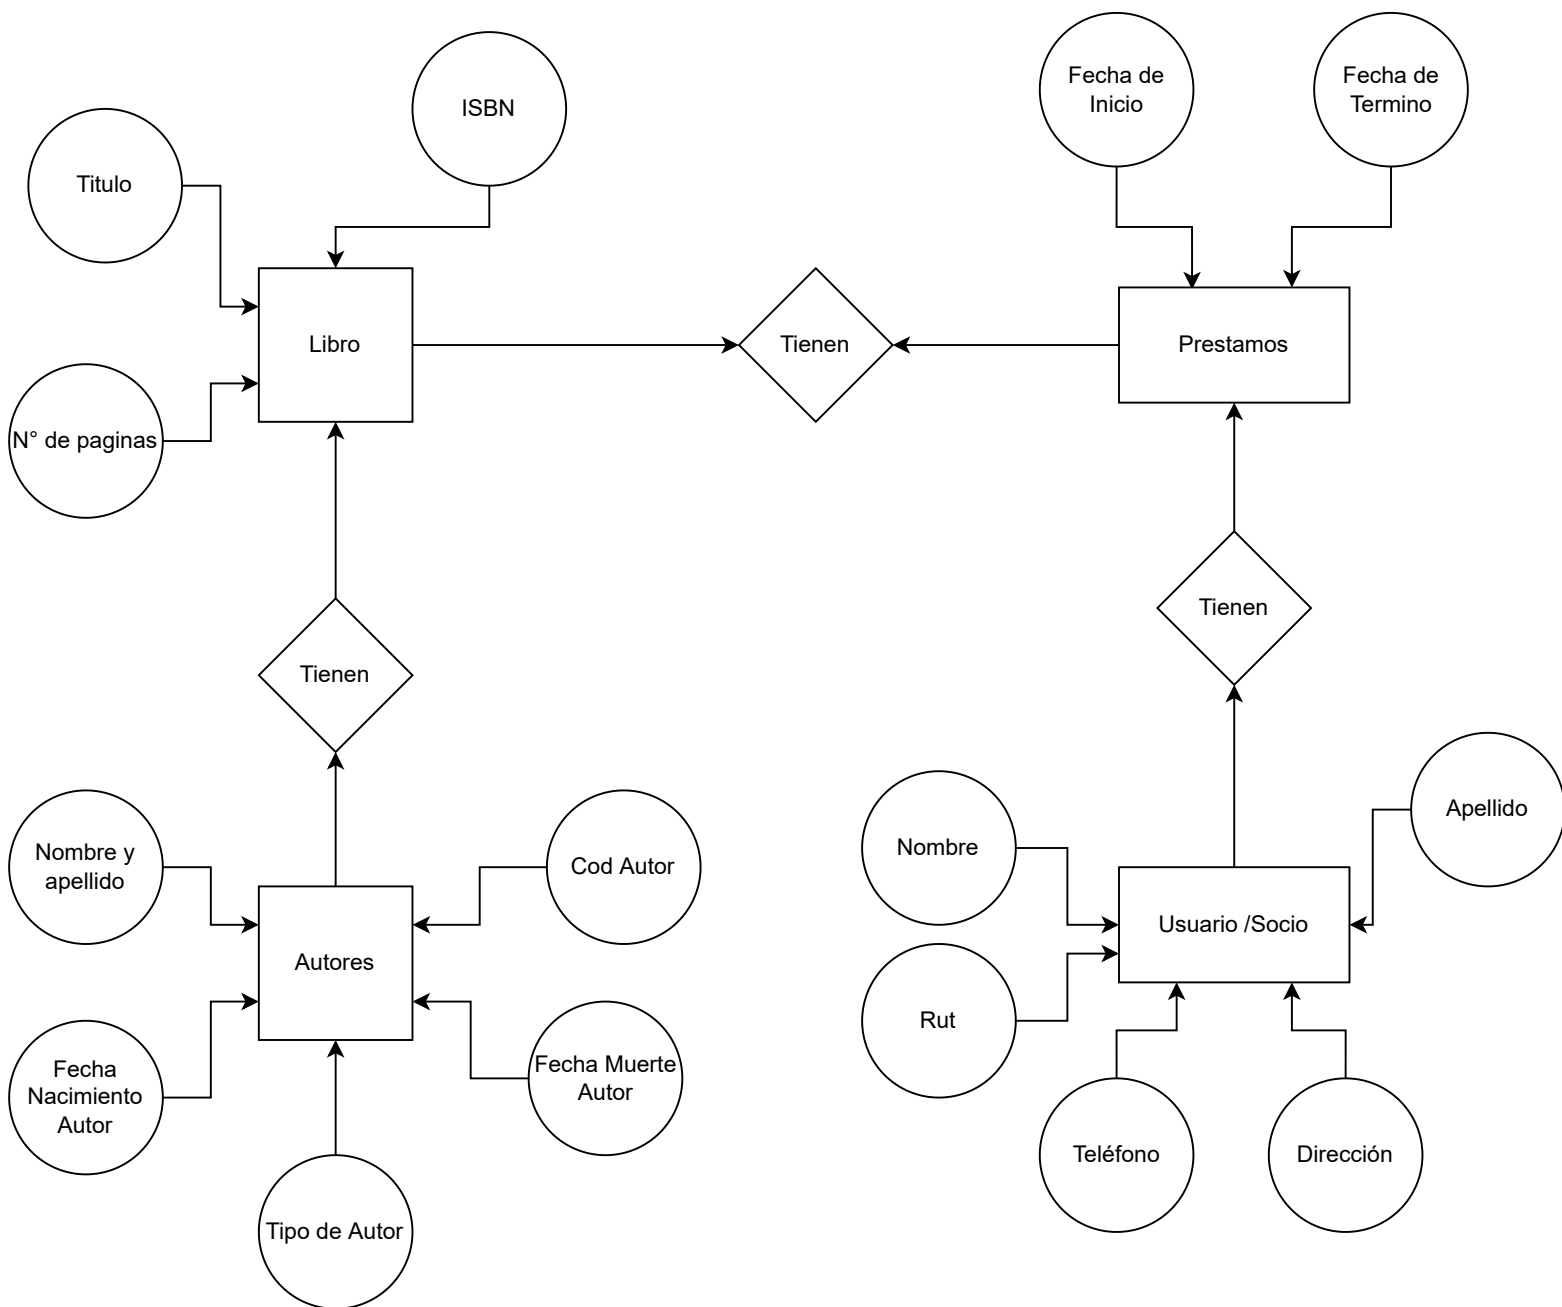 Fecha de
Inicio
Fecha de
Termino
ISBN
Titulo
Libro
Tienen
Prestamos
N° de paginas
Tienen
Tienen
Nombre y
apellido
Cod Autor
Nombre
Apellido
Autores
Usuario /Socio
Rut
Fecha
Nacimiento
Autor
Fecha Muerte
Autor
Teléfono
Dirección
Tipo de Autor